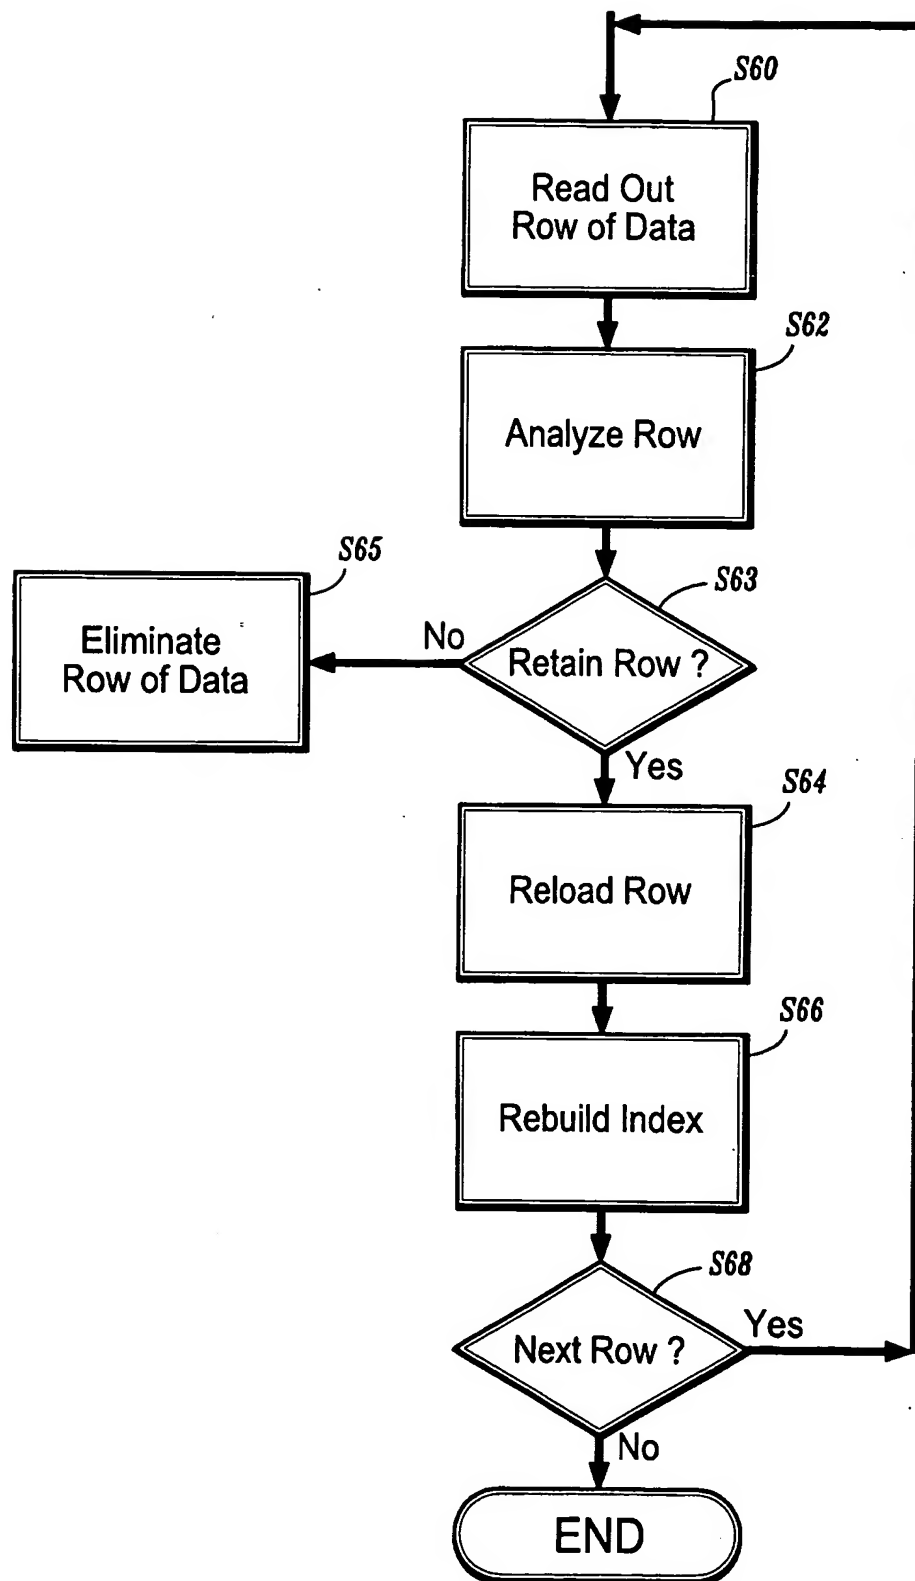 S60
Read Out
Row of Data
S62
Analyze Row
S63
Retain Row ?
No
S65
Eliminate
Row of Data
Yes
S64
Reload Row
S66
Rebuild Index
S68
Next Row ?
Yes
No
END